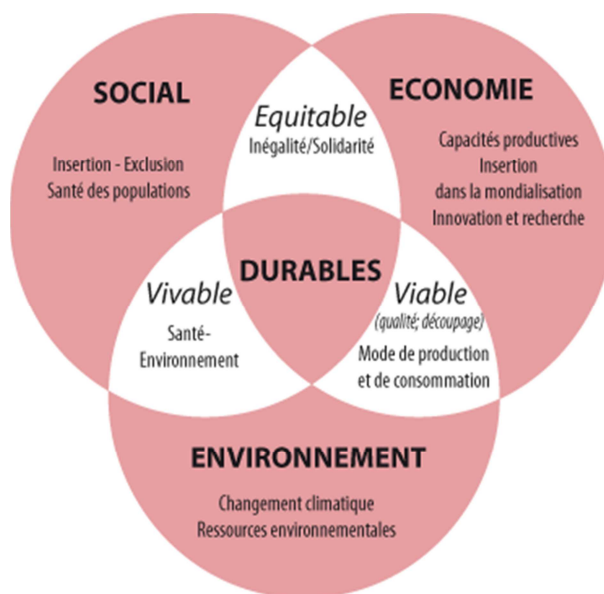 SOCIAL
Insertion - Exclusion
Santé des populations
Equitable
Inégalité/Solidarité
ECONOMIE
Capacités productives
Insertion
dans la mondialisation
Innovation et recherche
DURABLES
Vivable
Santé-
Environnement
Viable
(qualité; découpage)
Mode de production
et de consommation
ENVIRONNEMENT
Changement climatique
Ressources environnementales